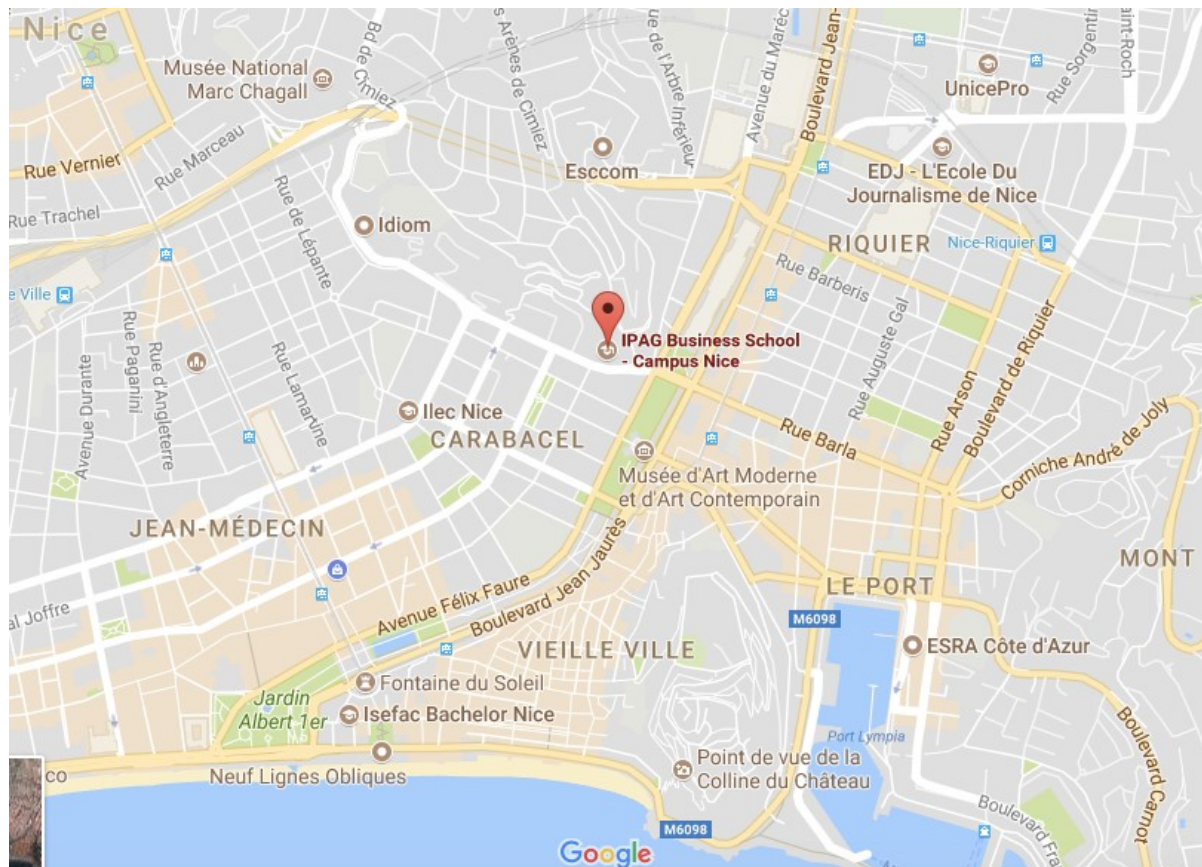 Nice
Musée National
Marc Chagall
Bd de Cimiez
s Arènes de Cimiez
ue de l'Arbre Inférieur
Avenue du Maréc
Boulevard Jean-
UnicePro
Rue Sorgentin
aint-Roch
Rue Vernier
Rue Marceau
Esccom
EDJ - L'Ecole Du
Journalisme de Nice
Rue Trachel
Rue de Lépante
Idiom
RIQUIER
Nice-Riquier
Rue Barberis
e Ville
Rue Paganini
Rue d'Angleterre
Avenue Durante
Rue Lamartine
IPAG Business School
- Campus Nice
Rue Auguste Gal
Boulevard de Riquier
Rue Arson
Ilec Nice
CARABACEL
Rue Barla
Corniche André de Joly
Musée d'Art Moderne
et d'Art Contemporain
JEAN-MÉDECIN
MONT
al Joffre
Avenue Félix Faure
Boulevard Jean Jaurès
LE PORT
M6098
VIEILLE VILLE
ESRA Côte d'Azur
Fontaine du Soleil
Jardin
Albert 1er
Isefac Bachelor Nice
Port Lympia
Boulevard Carnot
co
Neuf Lignes Obliques
Point de vue de la
Colline du Château
Boulevard Fra
M6098
Google